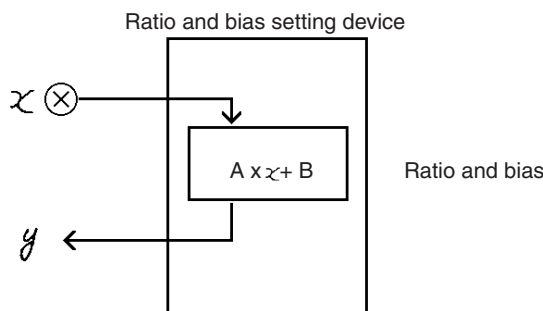 Ratio and bias setting device
x
A x x + B
Ratio and bias
y